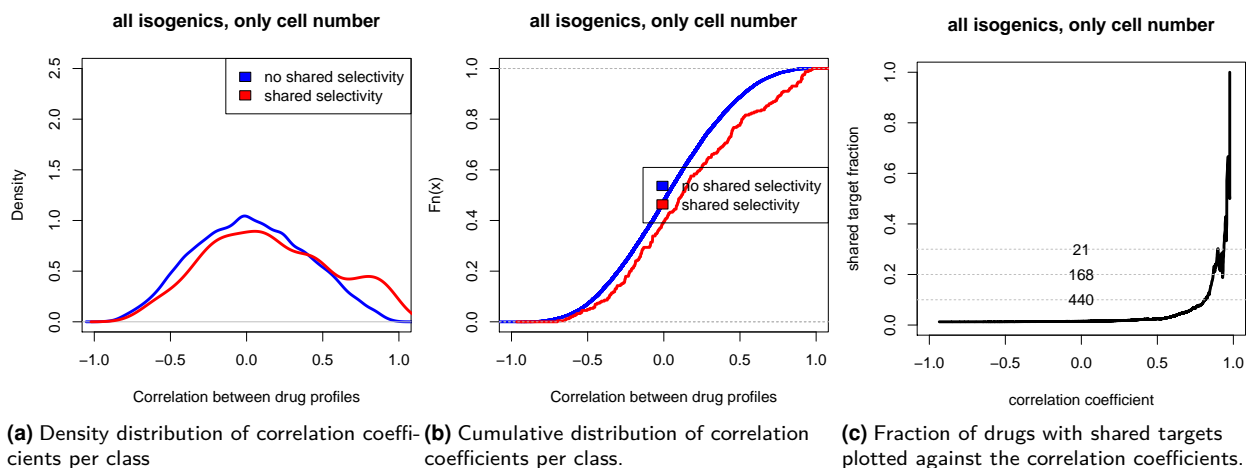 all isogenics, only cell number
2.5
2.0
1.5
1.0
0.5
0.0
Density
no shared selectivity
shared selectivity
−1.0 −0.5 0.0 0.5 1.0
Correlation between drug profiles
(a) Density distribution of correlation coeffi-
cients per class
all isogenics, only cell number
1.0
0.8
0.6
0.4
0.2
0.0
Fn(x)
no shared selectivity
shared selectivity
−1.0 −0.5 0.0 0.5 1.0
Correlation between drug profiles
(b) Cumulative distribution of correlation
coefficients per class.
all isogenics, only cell number
1.0
0.8
0.6
0.4
0.2
0.0
shared target fraction
21
168
440
−1.0 −0.5 0.0 0.5 1.0
correlation coefficient
(c) Fraction of drugs with shared targets
plotted against the correlation coefficients.